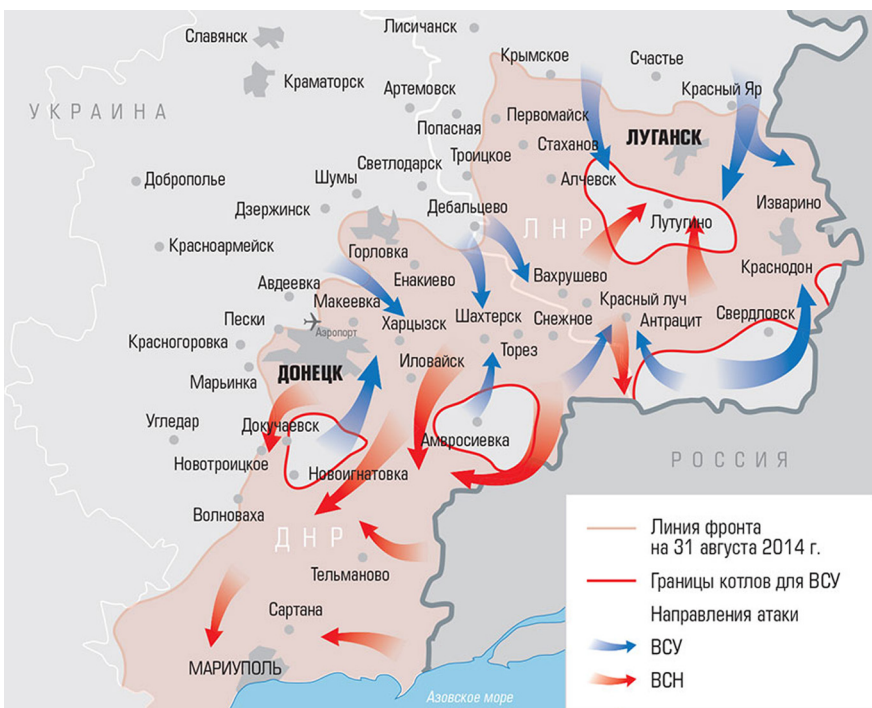 Лисичанск
Славянск
Крымское
Счастье
Краматорск
Красный Яр
Артемовск
УКРАИНА
Первомайск
Попасная
ЛУГАНСК
Стаханов
Троицкое
Светлодарск
Алчевск
Шумы
Доброполье
Изварино
Дзержинск
Дебальцево
Лутугино
ЛНР
Красноармейск
Горловка
Краснодон
Енакиево
Вахрушево
Авдеевка
Макеевка
Красный луч
Пески
Аэропорт
Харцызск
Шахтерск
Снежное
Антрацит
Свердловск
Красногоровка
Торез
Иловайск
ДОНЕЦК
Марьинка
Угледар
Докучаевск
Амвросиевка
Новотроицкое
Новоигнатовка
РОССИЯ
Волноваха
ДНР
Тельманово
Сартана
МАРИУПОЛЬ
Азовское море
Линия фронта
на 31 августа 2014 г.
Границы котлов для ВСУ
Направления атаки
ВСУ
ВСН